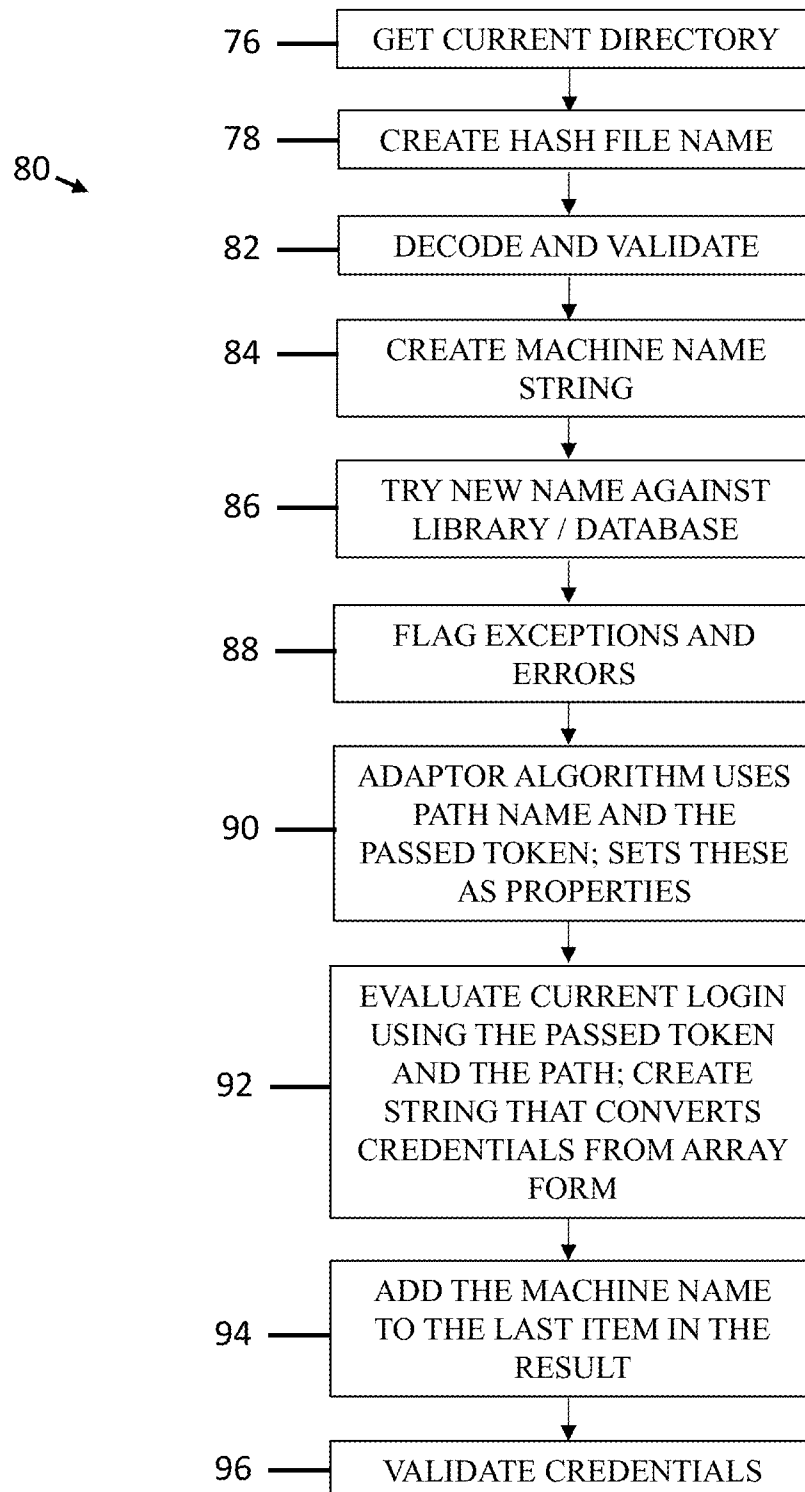 76
GET CURRENT DIRECTORY
78
CREATE HASH FILE NAME
80
82
DECODE AND VALIDATE
84
CREATE MACHINE NAME
STRING
86
TRY NEW NAME AGAINST
LIBRARY / DATABASE
88
FLAG EXCEPTIONS AND
ERRORS
90
ADAPTOR ALGORITHM USES
PATH NAME AND THE
PASSED TOKEN; SETS THESE
AS PROPERTIES
92
EVALUATE CURRENT LOGIN
USING THE PASSED TOKEN
AND THE PATH; CREATE
STRING THAT CONVERTS
CREDENTIALS FROM ARRAY
FORM
94
ADD THE MACHINE NAME
TO THE LAST ITEM IN THE
RESULT
96
VALIDATE CREDENTIALS